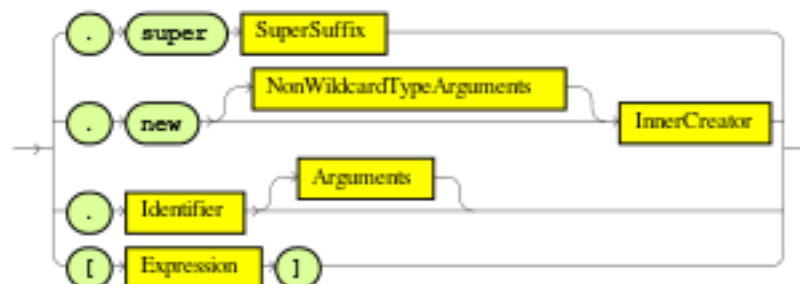 . super SuperSuffix
NonWildcardTypeArguments
. new InnerCreator
Arguments
. Identifier
[ Expression ]